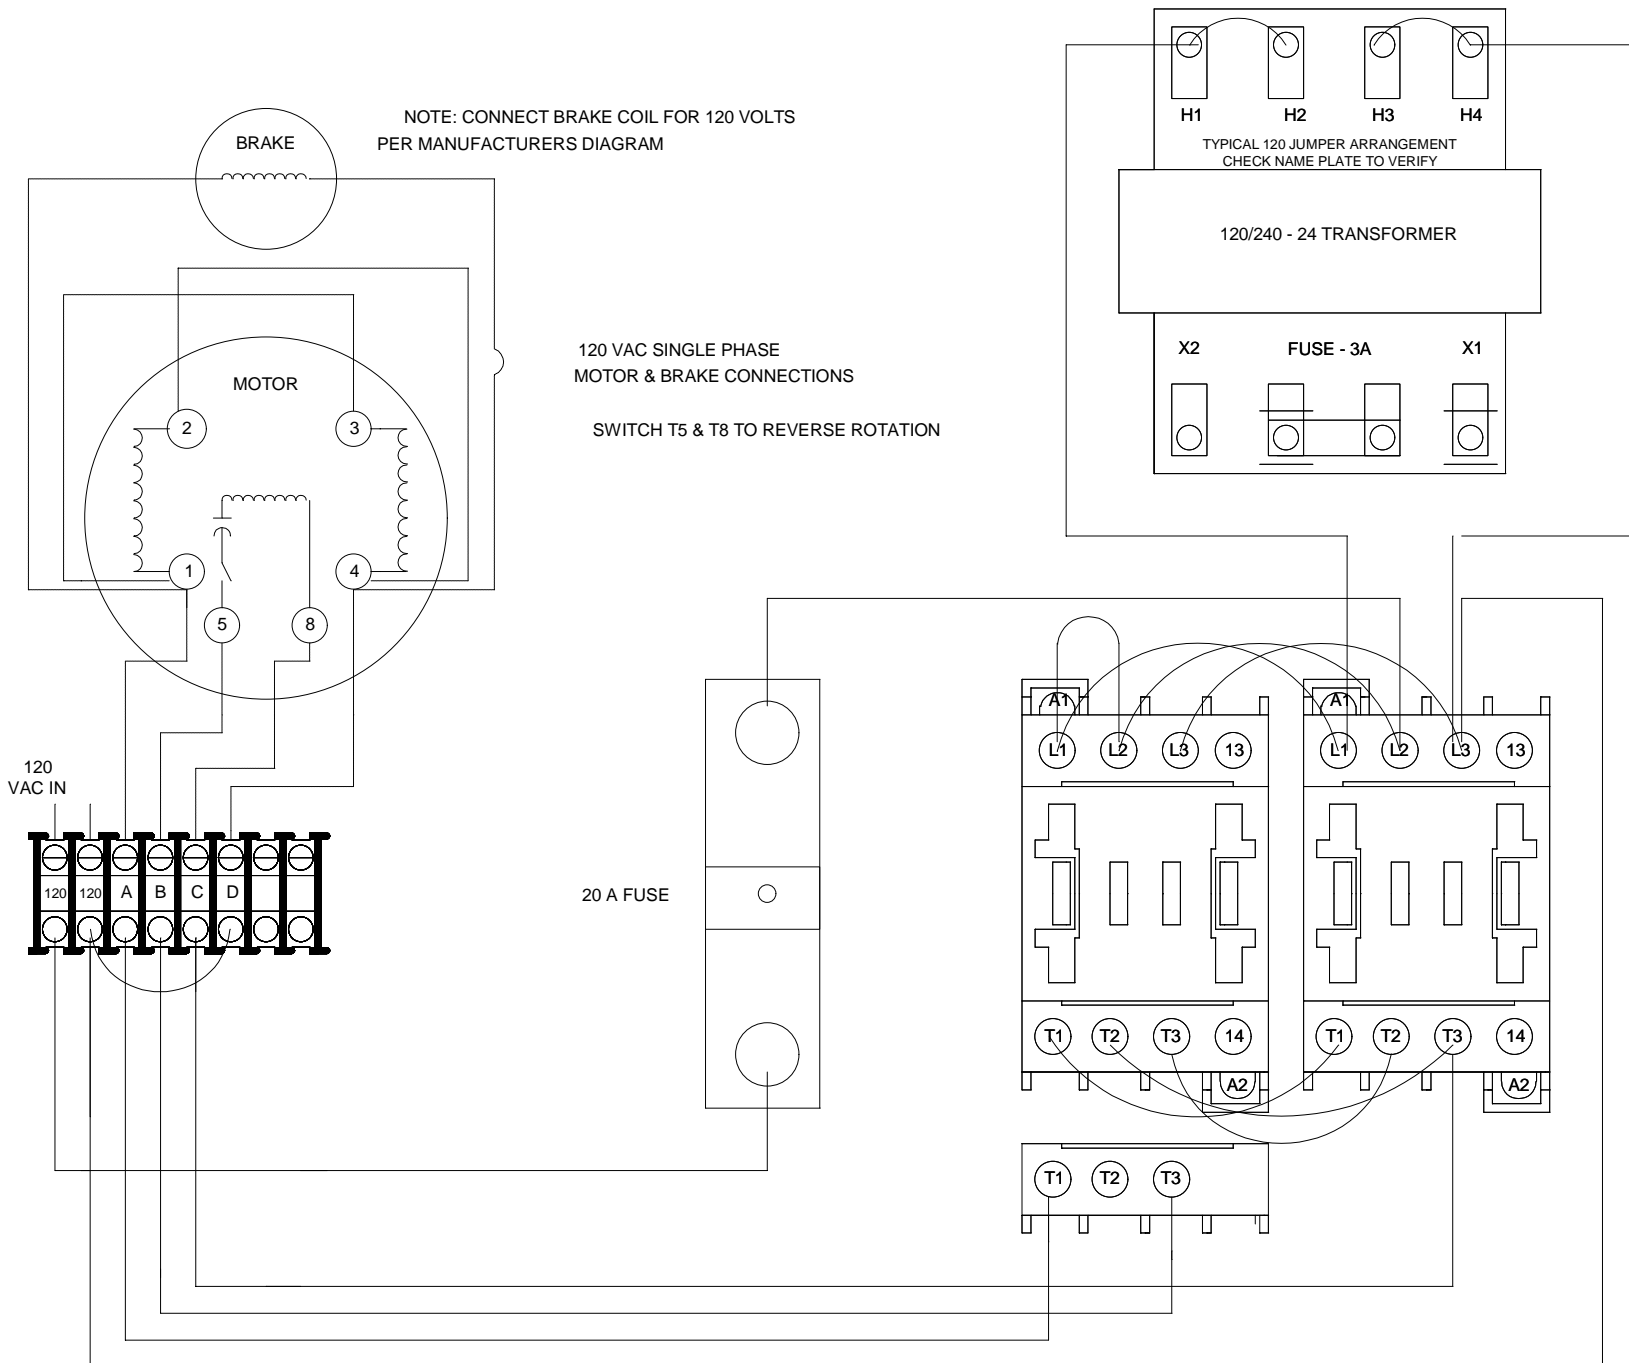 NOTE: CONNECT BRAKE COIL FOR 120 VOLTS
PER MANUFACTURERS DIAGRAM
BRAKE
H1 H2 H3 H4
TYPICAL 120 JUMPER ARRANGEMENT
CHECK NAME PLATE TO VERIFY
120/240 - 24 TRANSFORMER
X2 FUSE - 3A X1
120 VAC SINGLE PHASE
MOTOR & BRAKE CONNECTIONS
SWITCH T5 & T8 TO REVERSE ROTATION
MOTOR
2 3
1 4
5 8
A1 A1
L1 L2 L3 13 L1 L2 L3 13
120
VAC IN
120 120 A B C D
20 A FUSE
T1 T2 T3 14 T1 T2 T3 14
A2 A2
T1 T2 T3